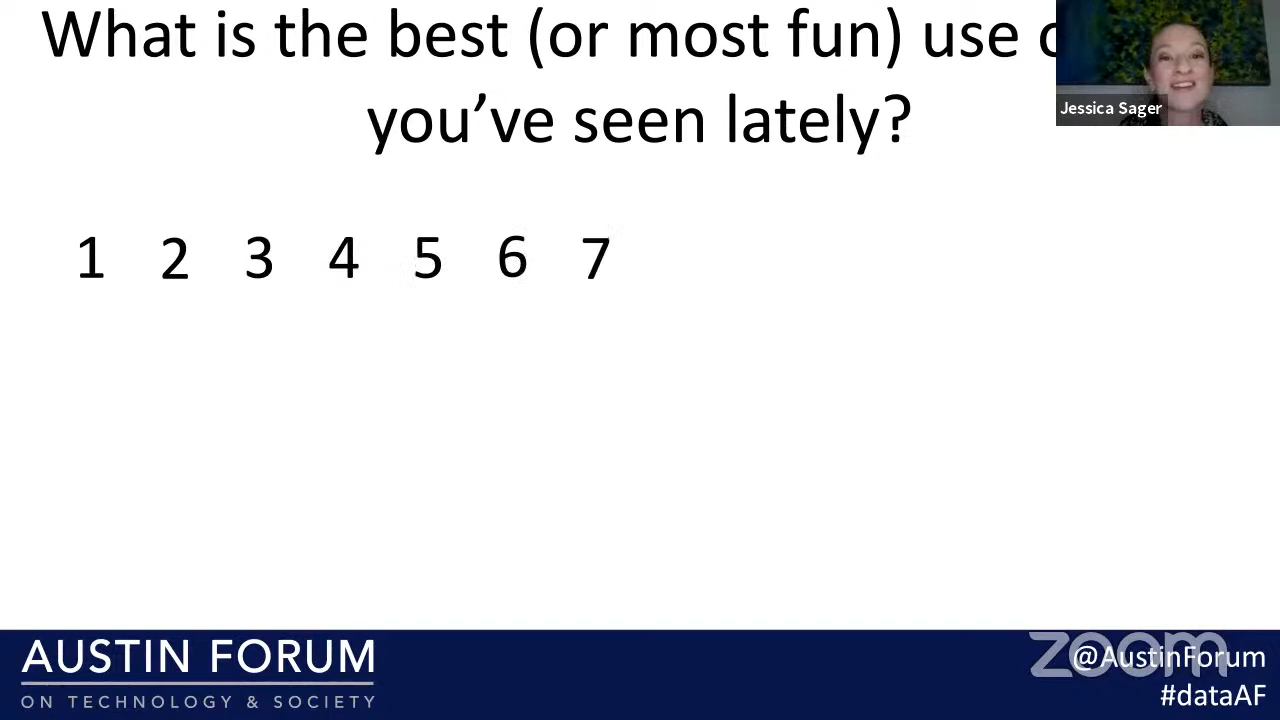 What is the best (or most fun) use
you’ve seen lately?
Jessica Sager
1 2 3 4 5 6 7
AUSTIN FORUM
ON TECHNOLOGY & SOCIETY
zoom
@AustinForum
#dataAF